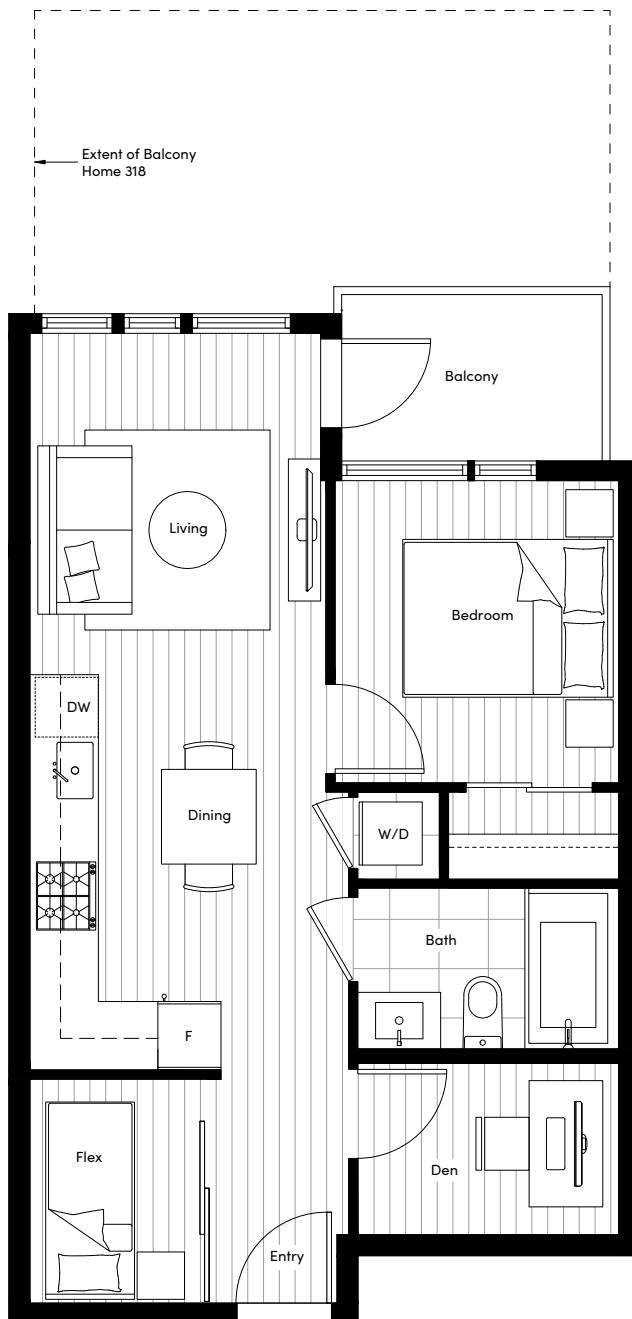 Extent of Balcony
Home 318
Balcony
Living
Bedroom
DW
Dining
W/D
Bath
F
Flex
Den
Entry